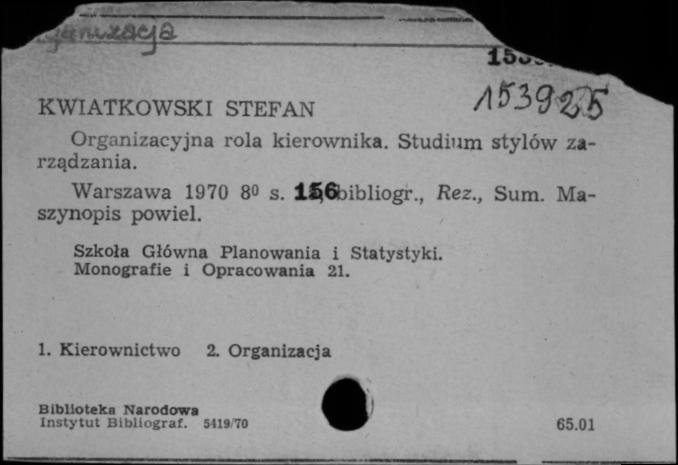 KWIATKOWSKI STEFAN
153925
Organizacyjna rola kierownika. Studium stylów za-
rządzania.
Warszawa 1970 8⁰ s. 156 bibliogr., Rez., Sum. Ma-
szynopis powiel.
Szkoła Główna Planowania i Statystyki.
Monografie i Opracowania 21.
1. Kierownictwo 2. Organizacja
Biblioteka Narodowa
Instytut Bibliograf. 5419/70
65.01